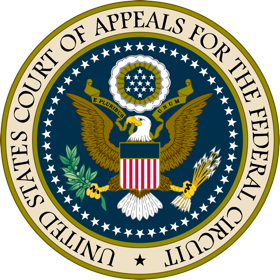 UNITED STATES COURT OF APPEALS FOR THE FEDERAL CIRCUIT
E PLURIBUS UNUM